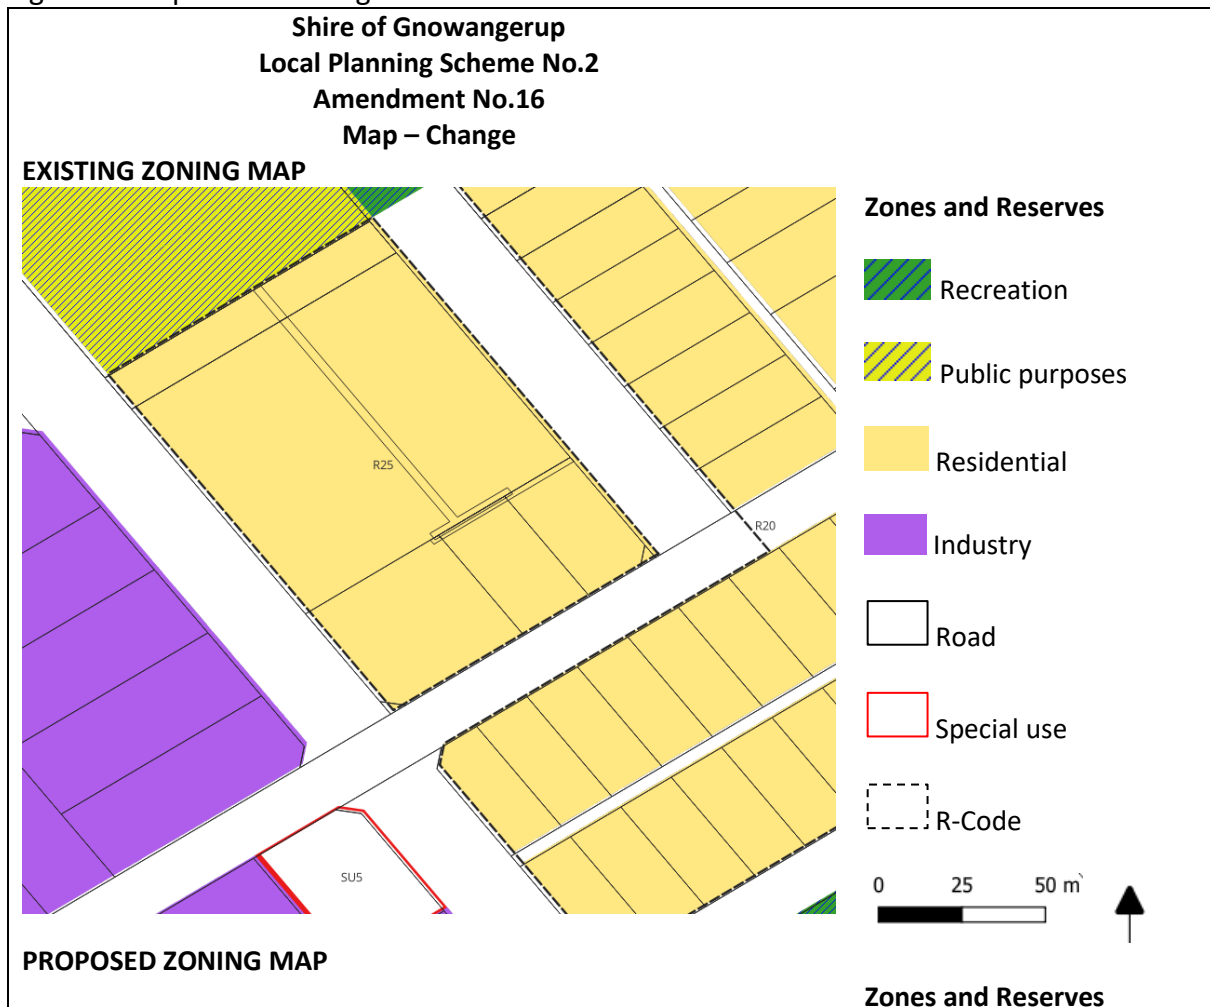 Shire of Gnowangerup
Local Planning Scheme No.2
Amendment No.16
Map – Change
EXISTING ZONING MAP
Zones and Reserves
Recreation
Public purposes
Residential
Industry
Road
Special use
R-Code
R25
R20
SU5
0 25 50 m
PROPOSED ZONING MAP
Zones and Reserves